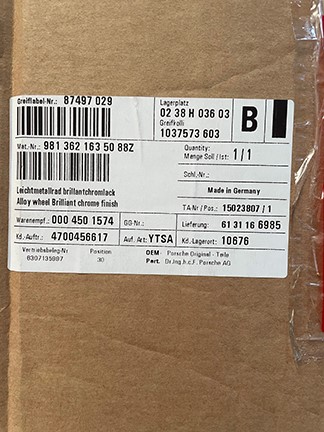 Greiflabel-Nr.: 87497 029
Lagerplatz
02 38 H 036 03
Greifkolli
1037573 603
B
Mat.-Nr.: 981 362 163 50 88Z
Quantity:
Menge Soll / Ist: 1 / 1
Schl.-Nr.:
Leichtmetallrad brillantchromlack
Alloy wheel Brilliant chrome finish
Made in Germany
TA-Nr / Pos.: 15023807 / 1
Warenempf.: 000 450 1574
GG-Nr.:
Lieferung: 61 31 16 6985
Kd.-Auftr.: 4700456617
Auf. Art: YTSA
Kd.-Lagerort: 10676
Vertriebsbeleg-Nr
Position
OEM- Porsche Original - Teile
6307135807
30
Part. Dr.Ing.h.c.F. Porsche AG